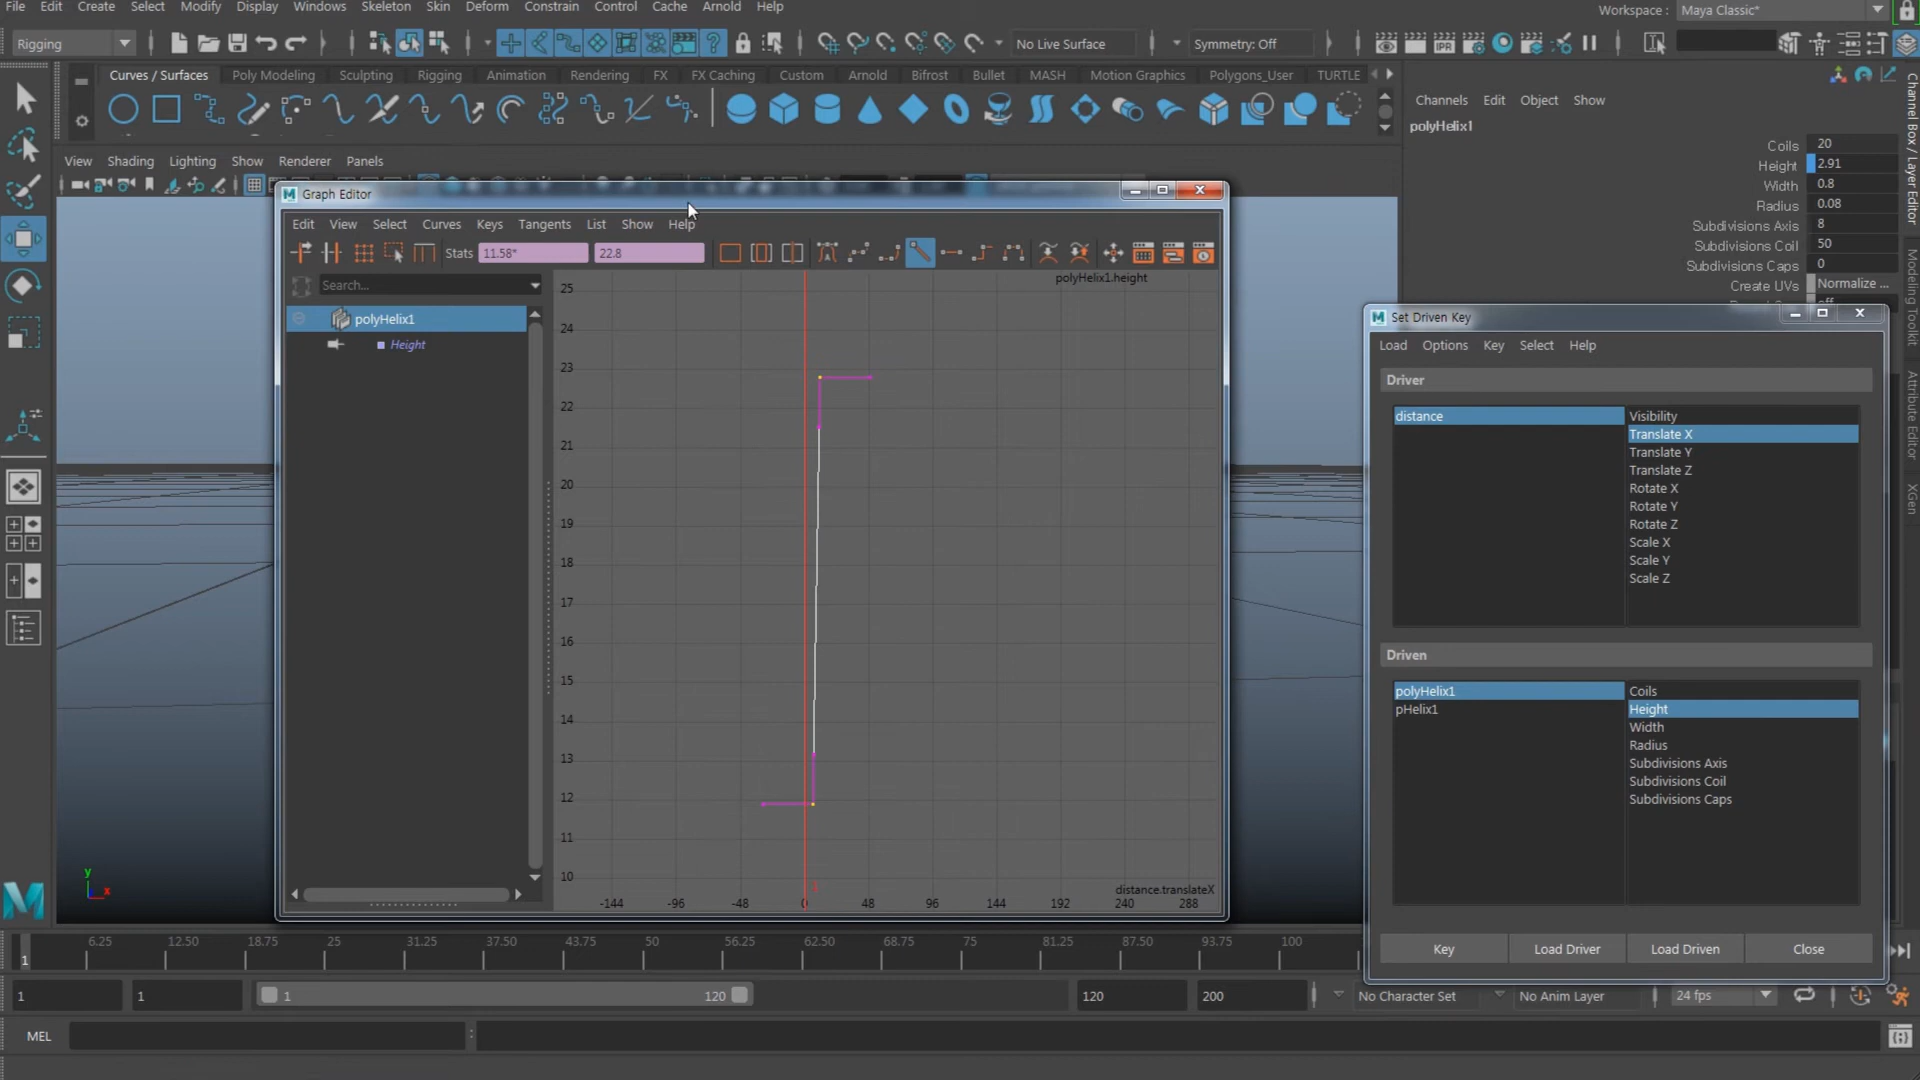 File Edit Create Select Modify Display Windows Skeleton Skin Deform Constrain Control Cache Arnold Help
Workspace : Maya Classic*
Rigging
No Live Surface
Symmetry: Off
IPR
Curves / Surfaces Poly Modeling Sculpting Rigging Animation Rendering FX FX Caching Custom Arnold Bifrost Bullet MASH Motion Graphics Polygons_User TURTLE
Channels Edit Object Show
polyHelix1
Coils 20
Height 2.91
Width 0.8
Radius 0.08
Subdivisions Axis 8
Subdivisions Coil 50
Subdivisions Caps 0
Create UVs Normalize ...
Channel Box / Layer Editor
Modeling Toolkit
Attribute Editor
XGen
View Shading Lighting Show Renderer Panels
Graph Editor
Edit View Select Curves Keys Tangents List Show Help
Stats 11.58* 22.8
Search...
polyHelix1
Height
polyHelix1.height
25
24
23
22
21
20
19
18
17
16
15
14
13
12
11
10
distance.translateX
-144 -96 -48 0 48 96 144 192 240 288
1
Set Driven Key
Load Options Key Select Help
Driver
distance
Visibility
Translate X
Translate Y
Translate Z
Rotate X
Rotate Y
Rotate Z
Scale X
Scale Y
Scale Z
Driven
polyHelix1
pHelix1
Coils
Height
Width
Radius
Subdivisions Axis
Subdivisions Coil
Subdivisions Caps
Key Load Driver Load Driven Close
y
x
M
1
6.25 12.50 18.75 25 31.25 37.50 43.75 50 56.25 62.50 68.75 75 81.25 87.50 93.75 100
1 1 1 120 120 200 No Character Set No Anim Layer 24 fps
MEL